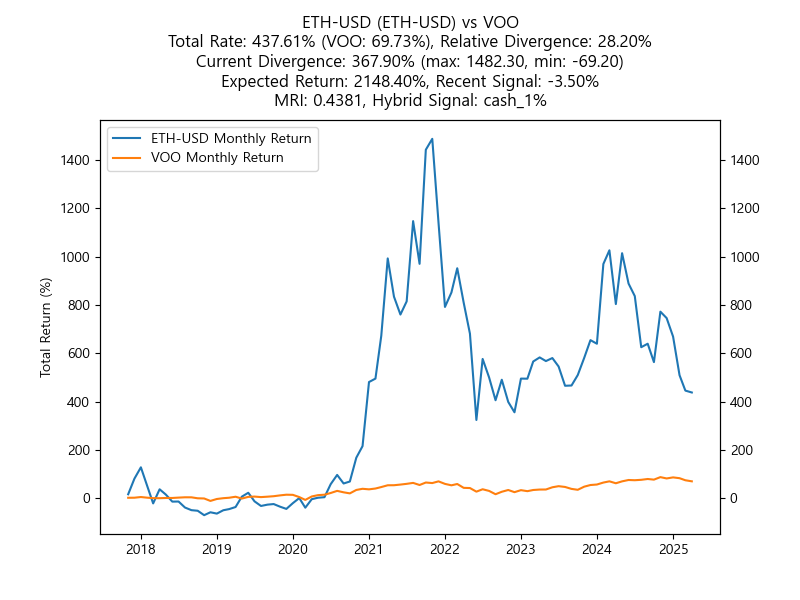 ETH-USD (ETH-USD) vs VOO
Total Rate: 437.61% (VOO: 69.73%), Relative Divergence: 28.20%
Current Divergence: 367.90% (max: 1482.30, min: -69.20)
Expected Return: 2148.40%, Recent Signal: -3.50%
MRI: 0.4381, Hybrid Signal: cash_1%
ETH-USD Monthly Return
VOO Monthly Return
Total Return (%)
1400 1400
1200 1200
1000 1000
800 800
600 600
400 400
200 200
0 0
2018 2019 2020 2021 2022 2023 2024 2025